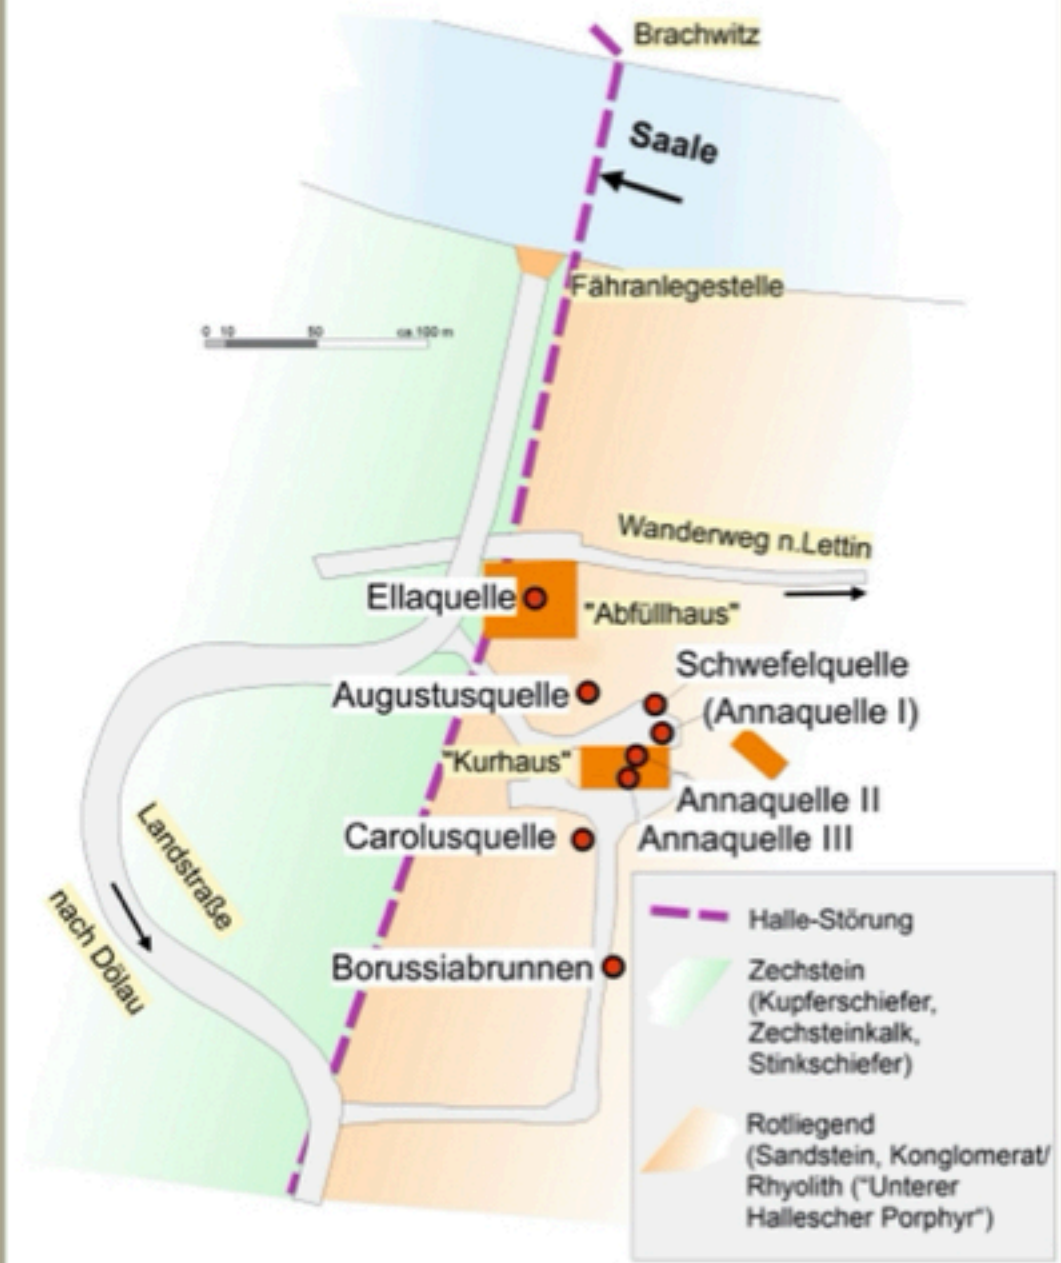 Brachwitz
Saale
Fähranlegestelle
0 10 50 ca.100 m
Wanderweg n.Lettin
Ellaquelle
"Abfüllhaus"
Schwefelquelle
Augustusquelle
(Annaquelle I)
"Kurhaus"
Annaquelle II
Carolusquelle
Annaquelle III
Landstraße
nach Dölau
Borussiabrunnen
Halle-Störung
Zechstein
(Kupferschiefer,
Zechsteinkalk,
Stinkschiefer)
Rotliegend
(Sandstein, Konglomerat/
Rhyolith ("Unterer
Hallescher Porphyr")